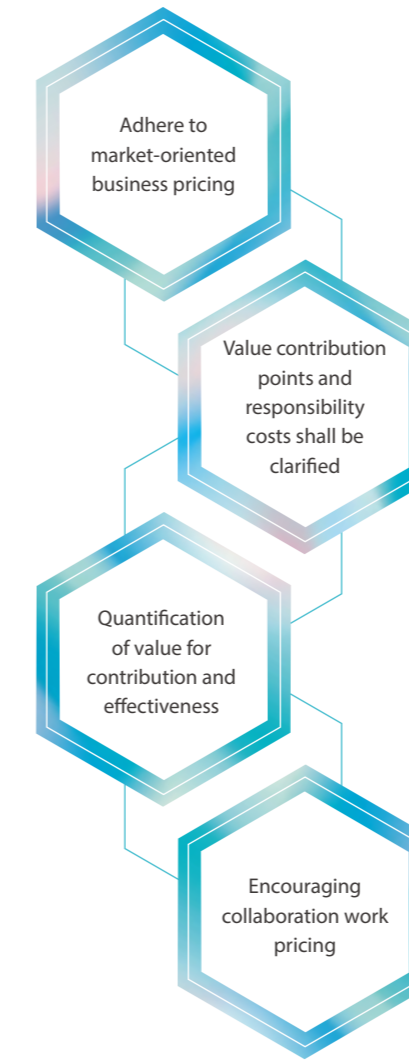 Adhere to
market-oriented
business pricing
Value contribution
points and
responsibility
costs shall be
clarified
Quantification
of value for
contribution and
effectiveness
Encouraging
collaboration work
pricing